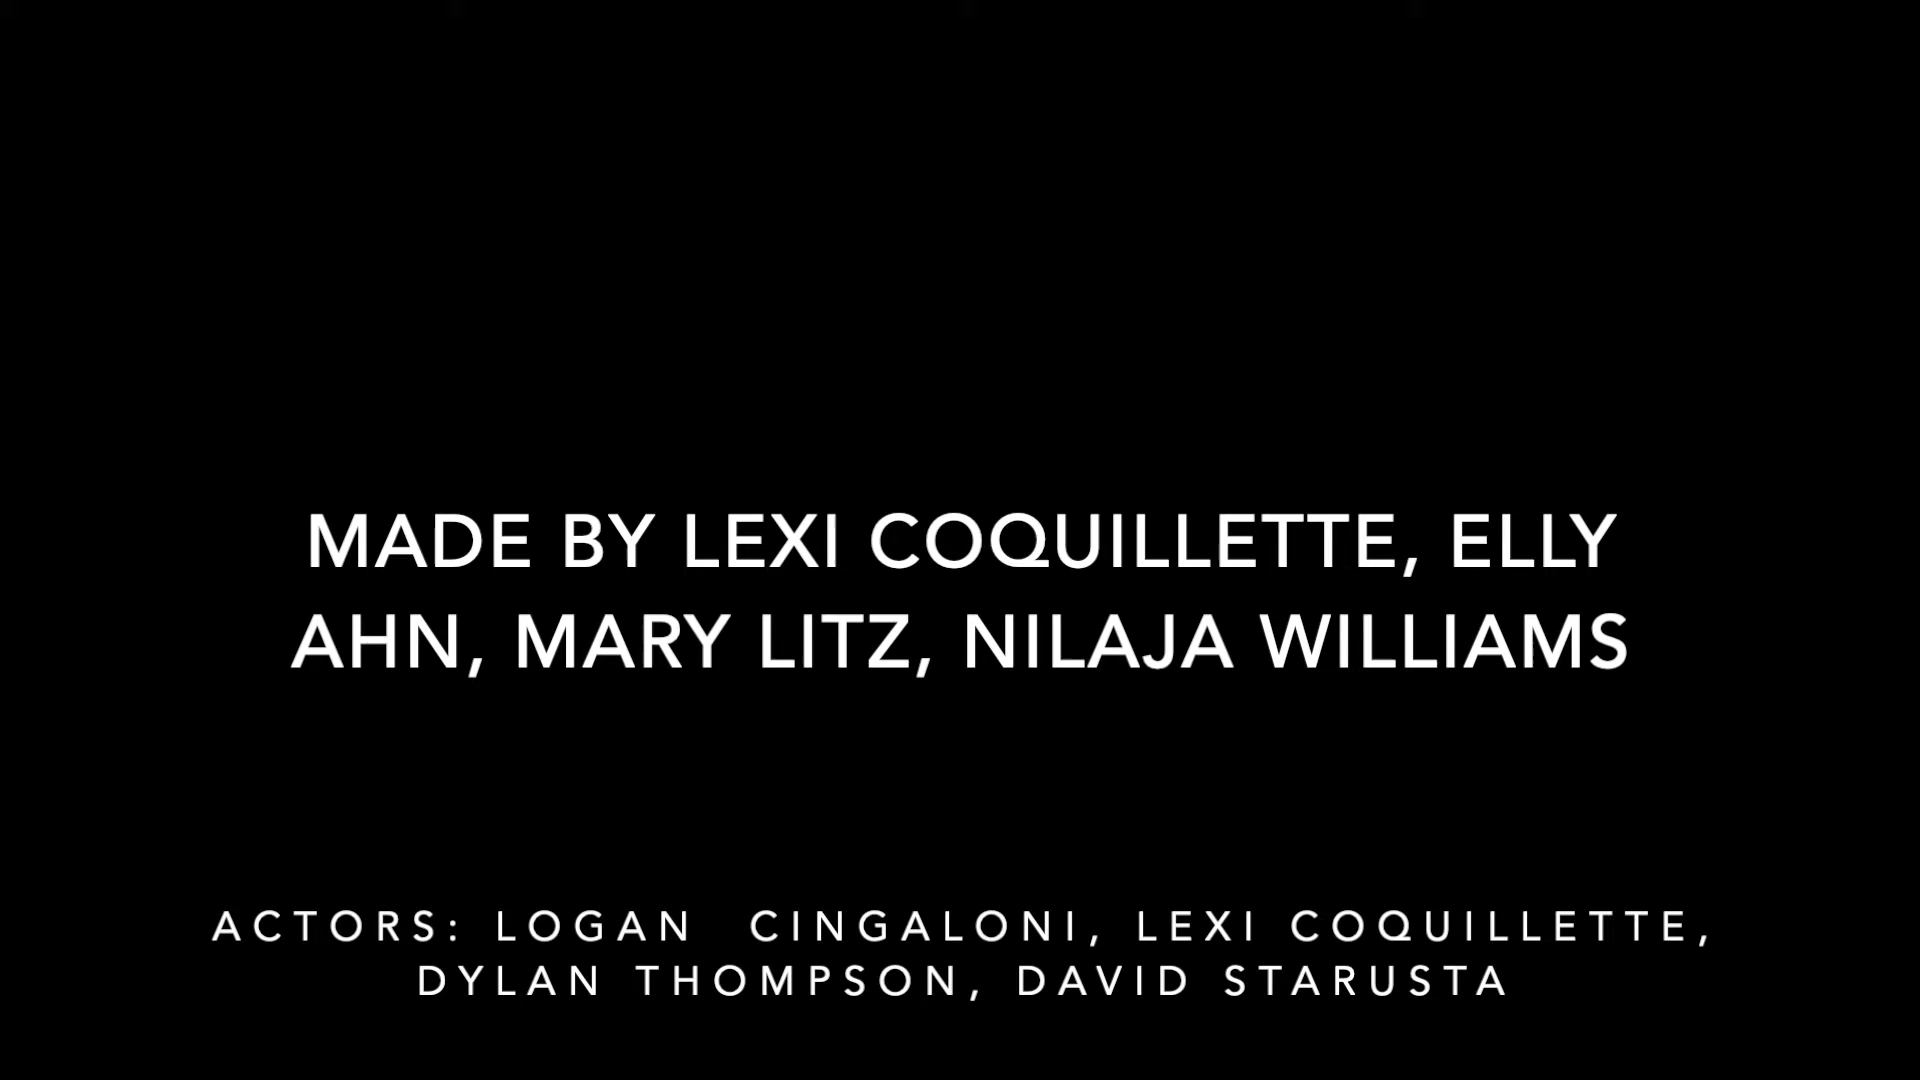 MADE BY LEXI COQUILLETTE, ELLY
AHN, MARY LITZ, NILAJA WILLIAMS
ACTORS: LOGAN  CINGALONI, LEXI COQUILLETTE,
DYLAN THOMPSON, DAVID STARUSTA